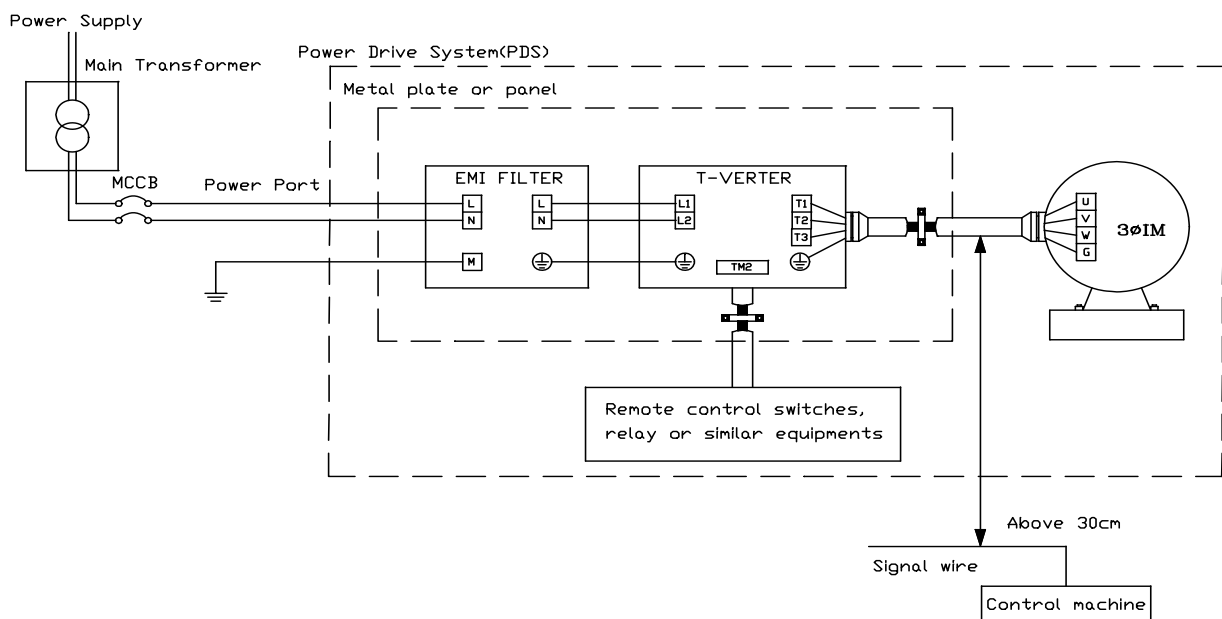 Power Supply
Main Transformer
Power Drive System(PDS)
Metal plate or panel
MCCB
Power Port
EMI FILTER
L
N
M
L
N
T-VERTER
L1
L2
T1
T2
T3
TM2
U
V
W
G
3øIM
Remote control switches,
relay or similar equipments
Above 30cm
Signal wire
Control machine